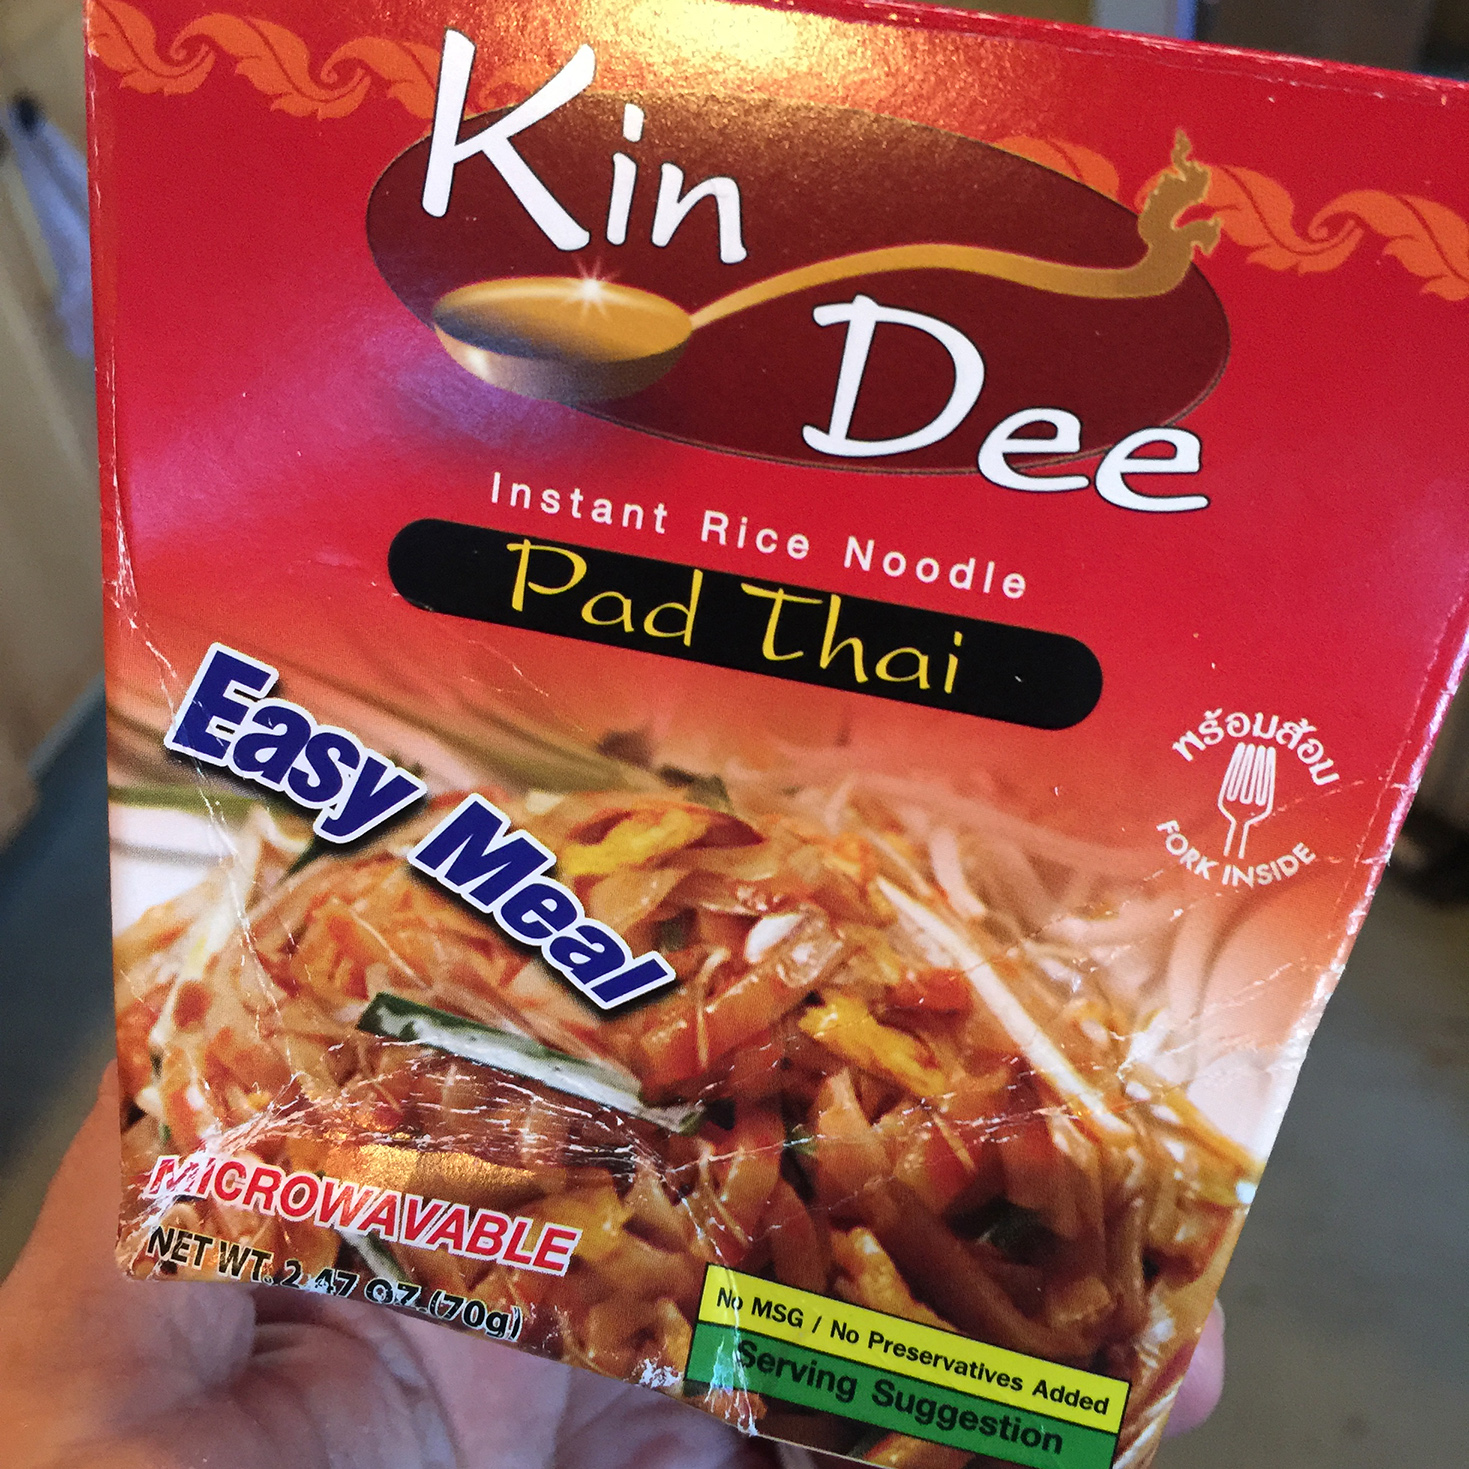 Kin
Dee
Instant Rice Noodle
Pad Thai
Easy Meal
พร้อมส้อม
FORK INSIDE
MICROWAVABLE
NET WT. 2.47 OZ.(70g)
No MSG / No Preservatives Added
Serving Suggestion